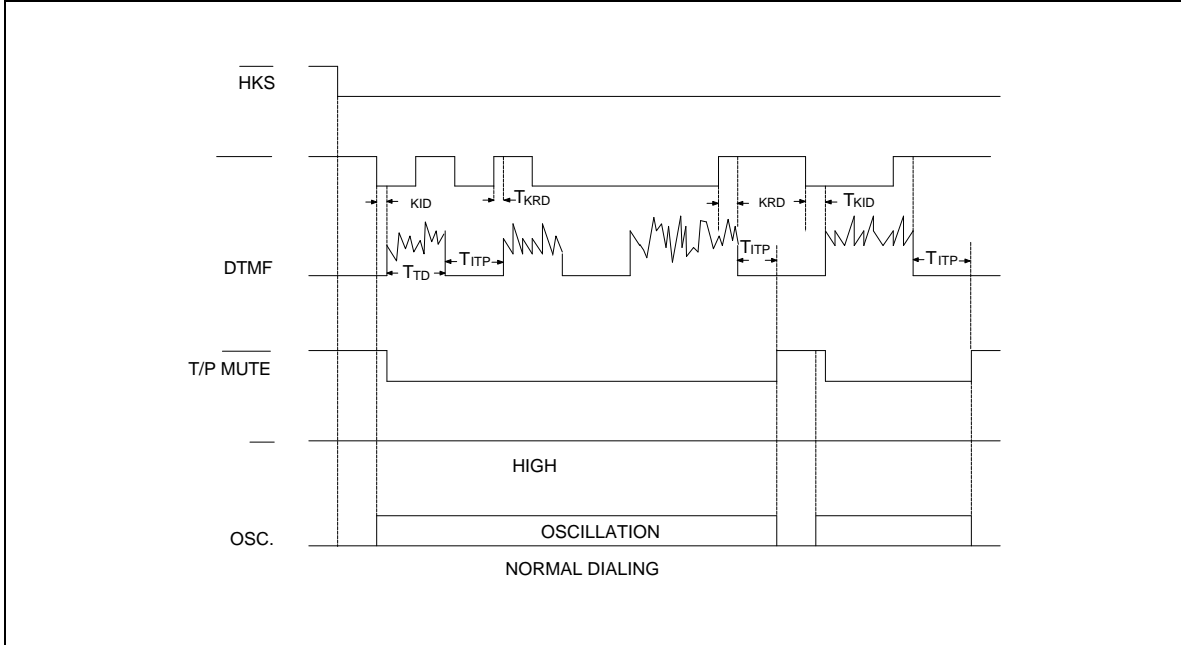 HKS
KID
TKRD
KRD
TKID
DTMF
TTD
TITP
TITP
TITP
T/P MUTE
HIGH
OSC.
OSCILLATION
NORMAL DIALING